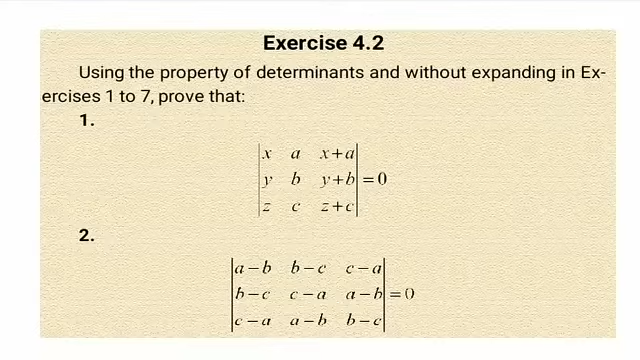 Exercise 4.2
Using the property of determinants and without expanding in Ex-
ercises 1 to 7, prove that:
1.
|x a x+a|
|y b y+b| = 0
|z c z+c|
2.
|a−b b−c c−a|
|b−c c−a a−b| = 0
|c−a a−b b−c|